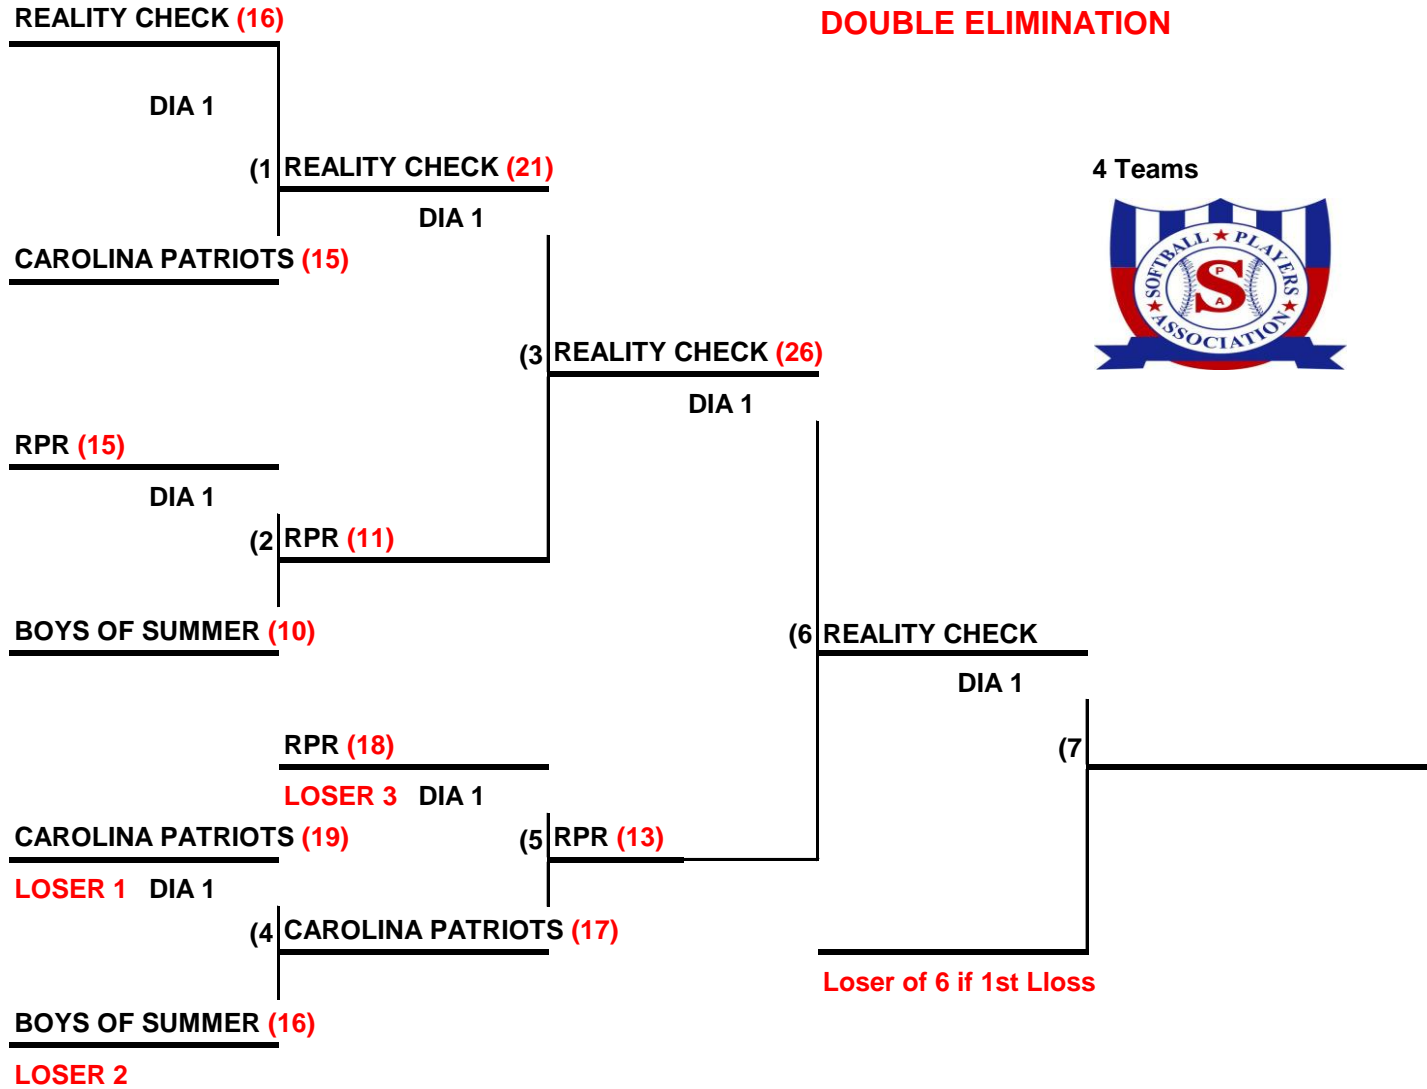 REALITY CHECK (16)
DOUBLE ELIMINATION
DIA 1
(1 REALITY CHECK (21)
4 Teams
DIA 1
SOFTBALL ★ PLAYERS
★ ASSOCIATION ★
P
S
A
CAROLINA PATRIOTS (15)
(3 REALITY CHECK (26)
DIA 1
RPR (15)
DIA 1
(2 RPR (11)
BOYS OF SUMMER (10)
(6 REALITY CHECK
DIA 1
RPR (18)
(7
LOSER 3 DIA 1
CAROLINA PATRIOTS (19)
(5 RPR (13)
LOSER 1 DIA 1
(4 CAROLINA PATRIOTS (17)
Loser of 6 if 1st Lloss
BOYS OF SUMMER (16)
LOSER 2